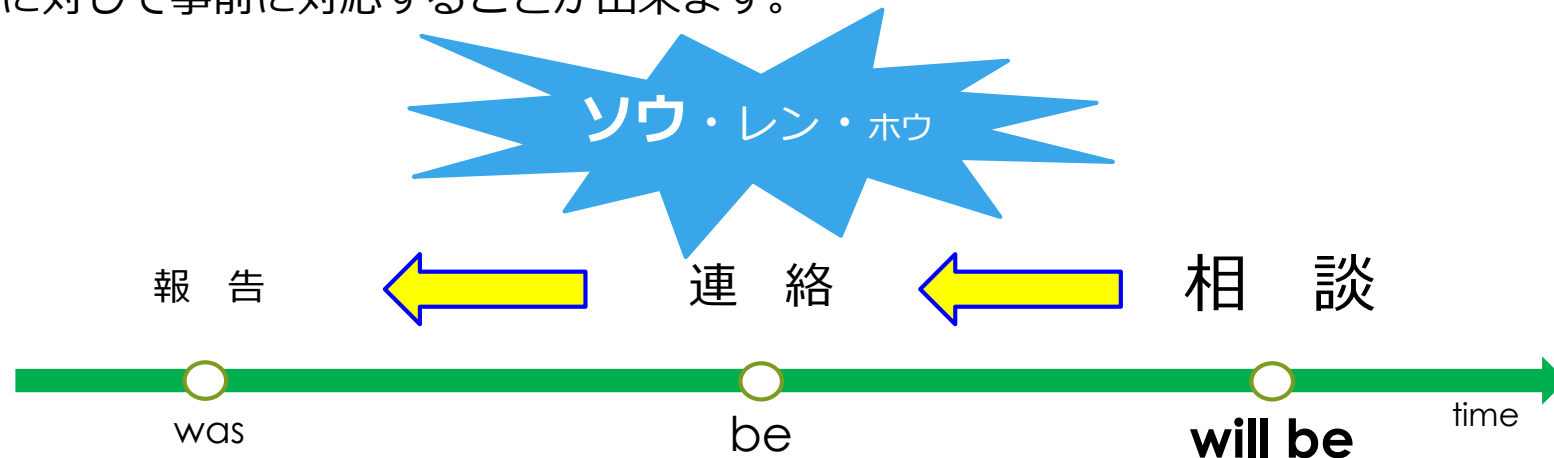 に対して事前に対応することが出来ます。
ソウ・レン・ホウ
報 告 連 絡 相 談
was be will be time